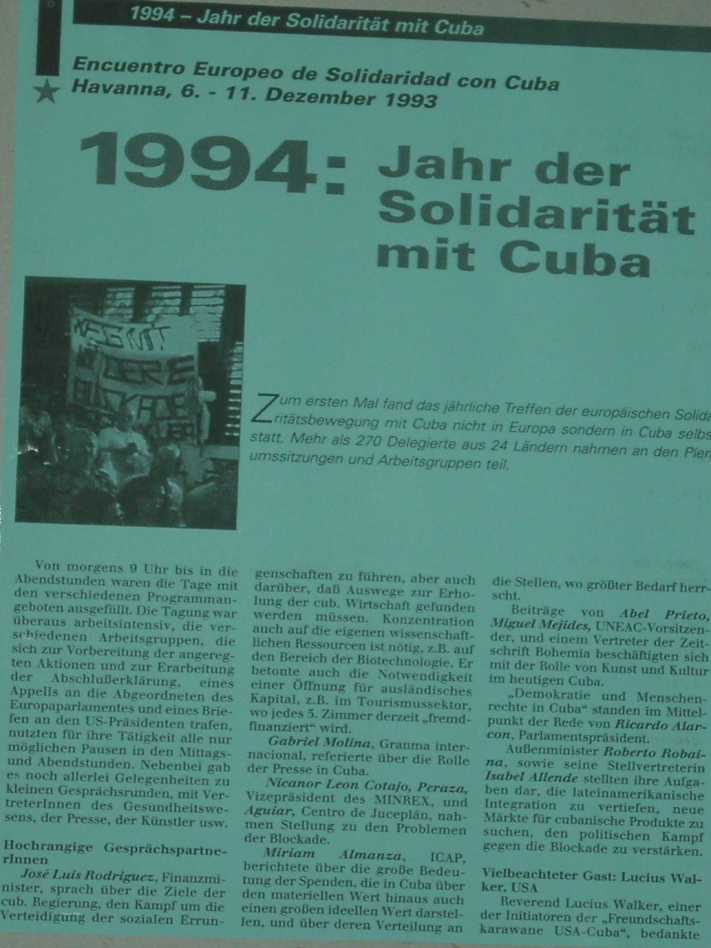 1994 – Jahr der Solidarität mit Cuba
Encuentro Europeo de Solidaridad con Cuba
Havanna, 6. - 11. Dezember 1993
1994:
Jahr der
Solidarität
mit Cuba
WEG MIT
DER
BLOCKADE
Zum ersten Mal fand das jährliche Treffen der europäischen Solida-
ritätsbewegung mit Cuba nicht in Europa sondern in Cuba selbs
statt. Mehr als 270 Delegierte aus 24 Ländern nahmen an den Plen
umssitzungen und Arbeitsgruppen teil.
Von morgens 9 Uhr bis in die
Abendstunden waren die Tage mit
den verschiedenen Programman-
geboten ausgefüllt. Die Tagung war
überaus arbeitsintensiv, die ver-
schiedenen Arbeitsgruppen, die
sich zur Vorbereitung der angereg-
ten Aktionen und zur Erarbeitung
der Abschlußerklärung, eines
Appells an die Abgeordneten des
Europaparlamentes und eines Brie-
fen an den US-Präsidenten trafen,
nutzten für ihre Tätigkeit alle nur
möglichen Pausen in den Mittags-
und Abendstunden. Nebenbei gab
es noch allerlei Gelegenheiten zu
kleinen Gesprächsrunden, mit Ver-
treterInnen des Gesundheitswe-
sens, der Presse, der Künstler usw.
Hochrangige Gesprächspartne-
rInnen
José Luis Rodriguez, Finanzmi-
nister, sprach über die Ziele der
cub. Regierung, den Kampf um die
Verteidigung der sozialen Errun-
genschaften zu führen, aber auch
darüber, daß Auswege zur Erho-
lung der cub. Wirtschaft gefunden
werden müssen. Konzentration
auch auf die eigenen wissenschaft-
lichen Ressourcen ist nötig, z.B. auf
den Bereich der Biotechnologie. Er
betonte auch die Notwendigkeit
einer Öffnung für ausländisches
Kapital, z.B. im Tourismussektor,
wo jedes 5. Zimmer derzeit „fremd-
finanziert“ wird.
Gabriel Molina, Granma inter-
nacional, referierte über die Rolle
der Presse in Cuba.
Nicanor Leon Cotajo, Peraza,
Vizepräsident des MINREX, und
Aguiar, Centro de Juceplán, nah-
men Stellung zu den Problemen
der Blockade.
Miriam Almanza, ICAP,
berichtete über die große Bedeu-
tung der Spenden, die in Cuba über
den materiellen Wert hinaus auch
einen großen ideellen Wert darstel-
len, und über deren Verteilung an
die Stellen, wo größter Bedarf herr-
scht.
Beiträge von Abel Prieto,
Miguel Mejides, UNEAC-Vorsitzen-
der, und einem Vertreter der Zeit-
schrift Bohemia beschäftigten sich
mit der Rolle von Kunst und Kultur
im heutigen Cuba.
„Demokratie und Menschen-
rechte in Cuba“ standen im Mittel-
punkt der Rede von Ricardo Alar-
con, Parlamentspräsident.
Außenminister Roberto Robai-
na, sowie seine Stellvertreterin
Isabel Allende stellten ihre Aufga-
ben dar, die lateinamerikanische
Integration zu vertiefen, neue
Märkte für cubanische Produkte zu
suchen, den politischen Kampf
gegen die Blockade zu verstärken.
Vielbeachteter Gast: Lucius Wal-
ker, USA
Reverend Lucius Walker, einer
der Initiatoren der „Freundschafts-
karawane USA-Cuba“, bedankte